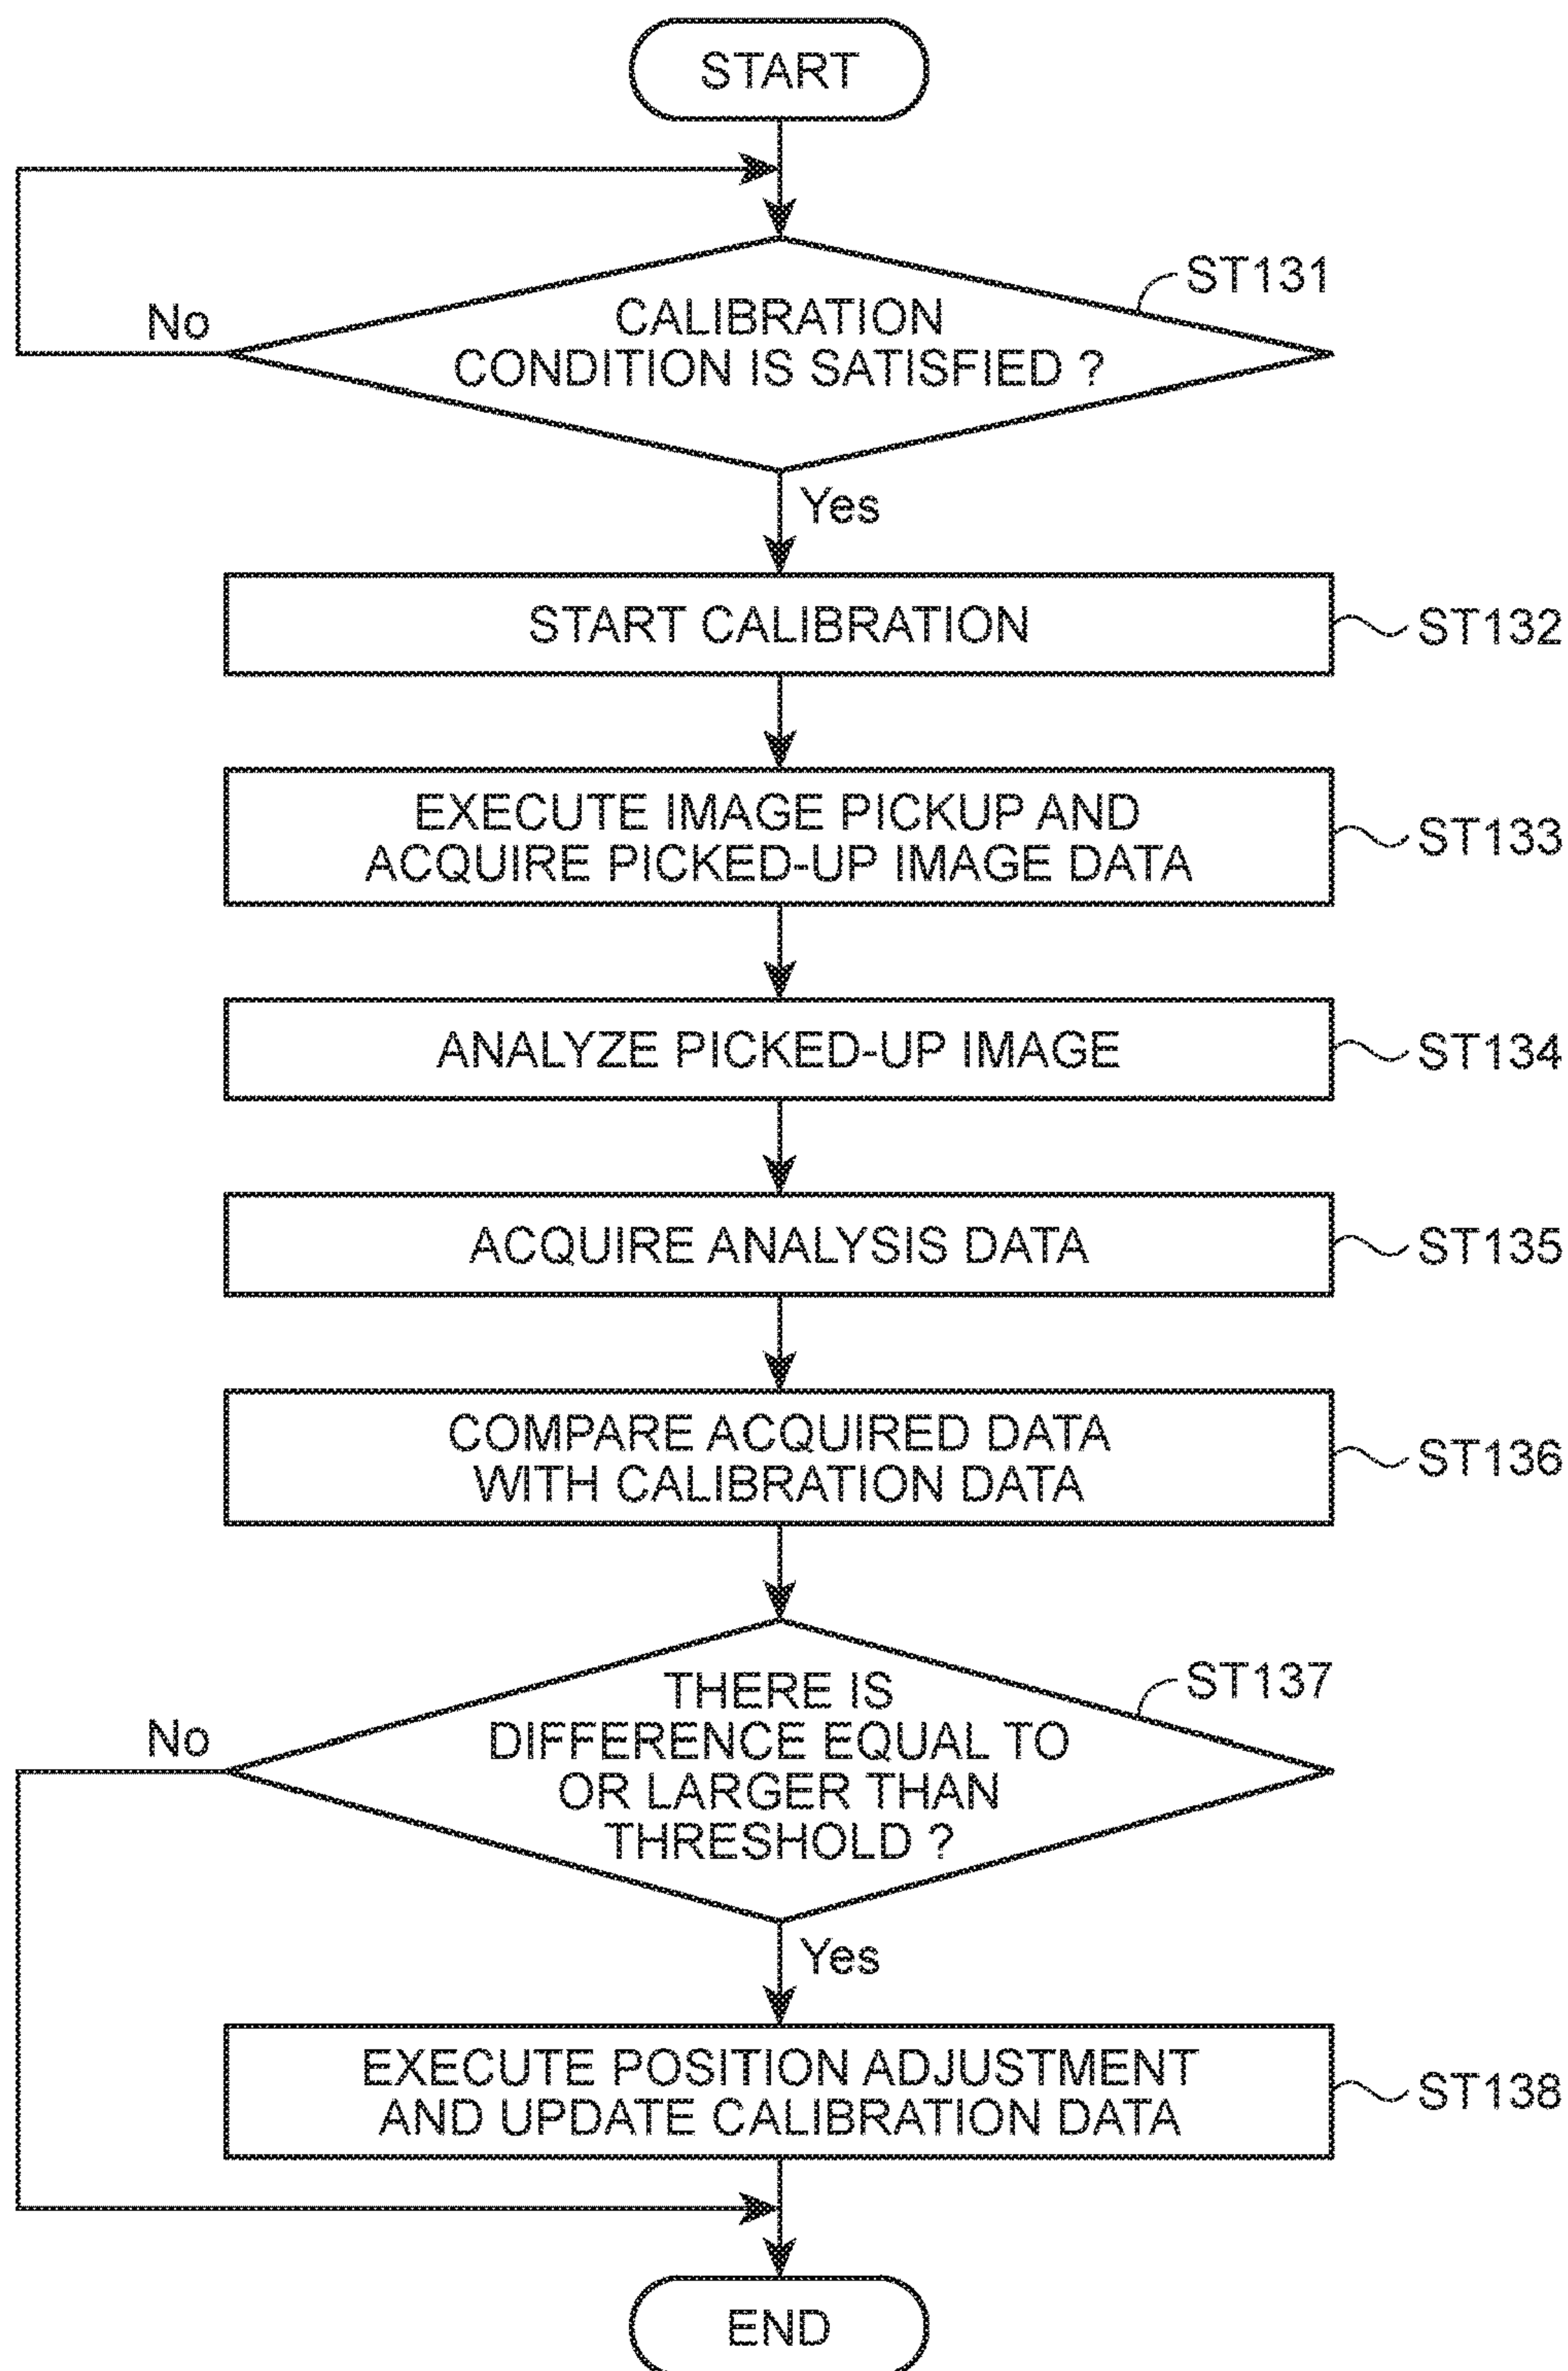 START
ST131
CALIBRATION
CONDITION IS SATISFIED ?
No
Yes
START CALIBRATION
ST132
EXECUTE IMAGE PICKUP AND
ACQUIRE PICKED-UP IMAGE DATA
ST133
ANALYZE PICKED-UP IMAGE
ST134
ACQUIRE ANALYSIS DATA
ST135
COMPARE ACQUIRED DATA
WITH CALIBRATION DATA
ST136
ST137
THERE IS
DIFFERENCE EQUAL TO
OR LARGER THAN
THRESHOLD ?
No
Yes
EXECUTE POSITION ADJUSTMENT
AND UPDATE CALIBRATION DATA
ST138
END